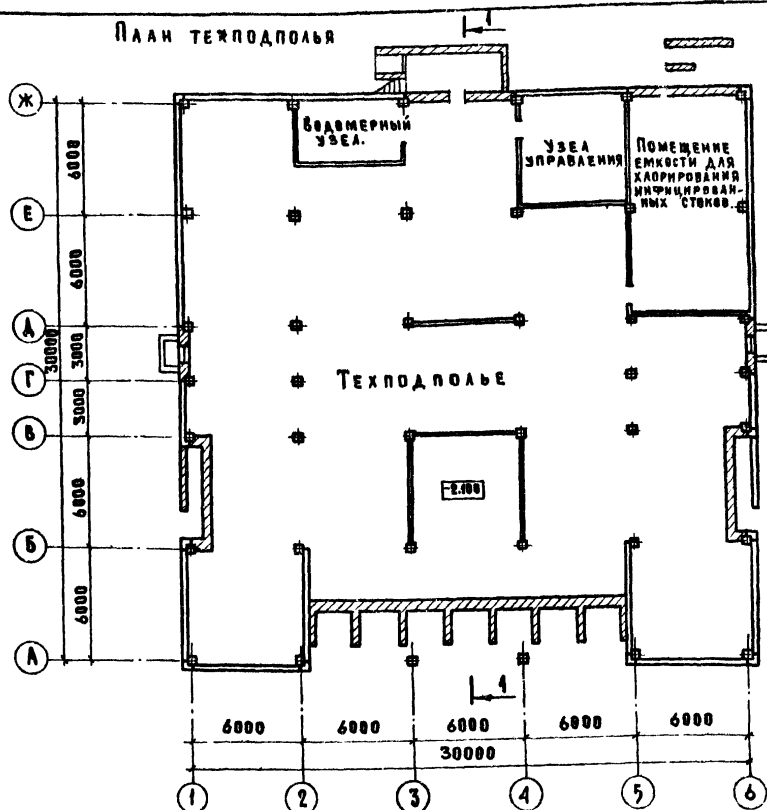 План техподполья
1
Ж
Водомерный
узел.
Узел
управления
Помещение
емкости для
хлорирования
инфицирован-
ных стоков.
6000
Е
6000
Д
30000
3000
Г
Техподполье
3000
В
6000
-2.100
Б
6000
А
1
6000 6000 6000 6000 6000
30000
1 2 3 4 5 6